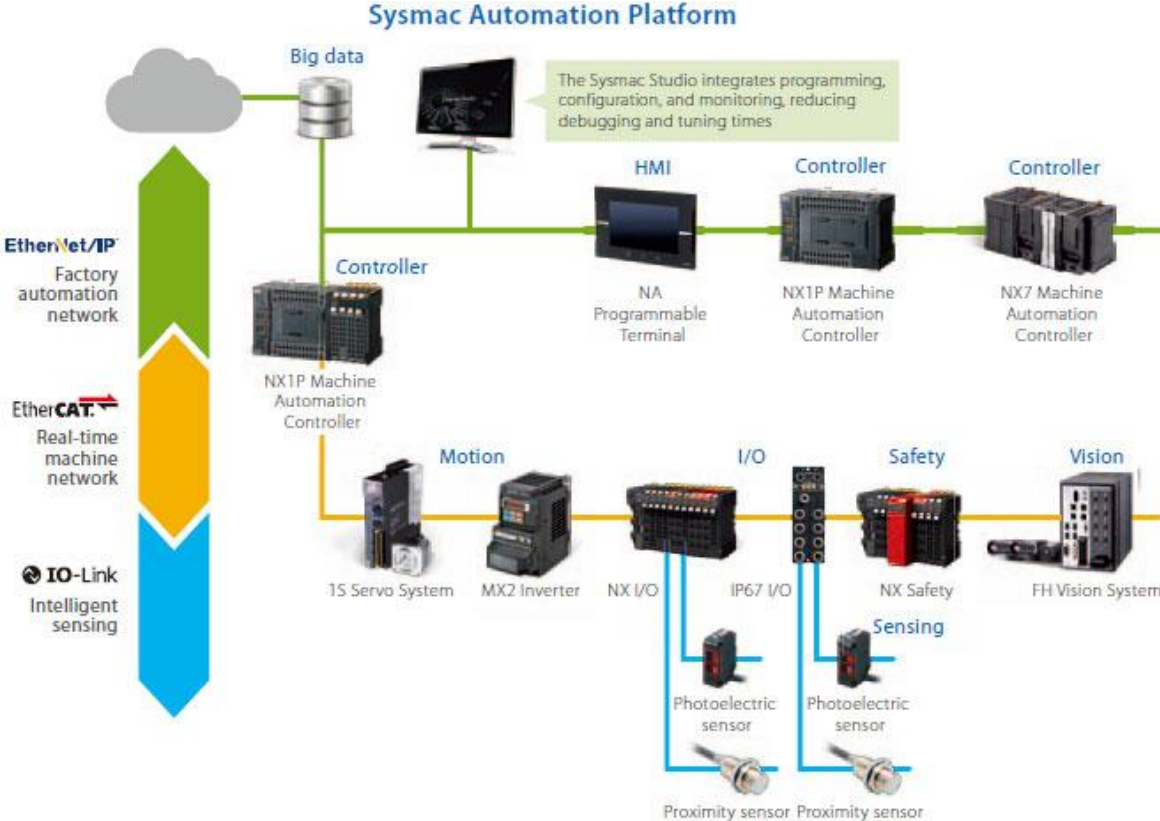 Sysmac Automation Platform
Big data
The Sysmac Studio integrates programming,
configuration, and monitoring, reducing
debugging and tuning times
HMI
Controller
Controller
EtherNet/IP
Factory
automation
network
Controller
NA
Programmable
Terminal
NX1P Machine
Automation
Controller
NX7 Machine
Automation
Controller
NX1P Machine
Automation
Controller
EtherCAT.
Real-time
machine
network
Motion
I/O
Safety
Vision
IO-Link
Intelligent
sensing
1S Servo System
MX2 Inverter
NX I/O
IP67 I/O
NX Safety
FH Vision System
Sensing
Photoelectric
sensor
Photoelectric
sensor
Proximity sensor
Proximity sensor